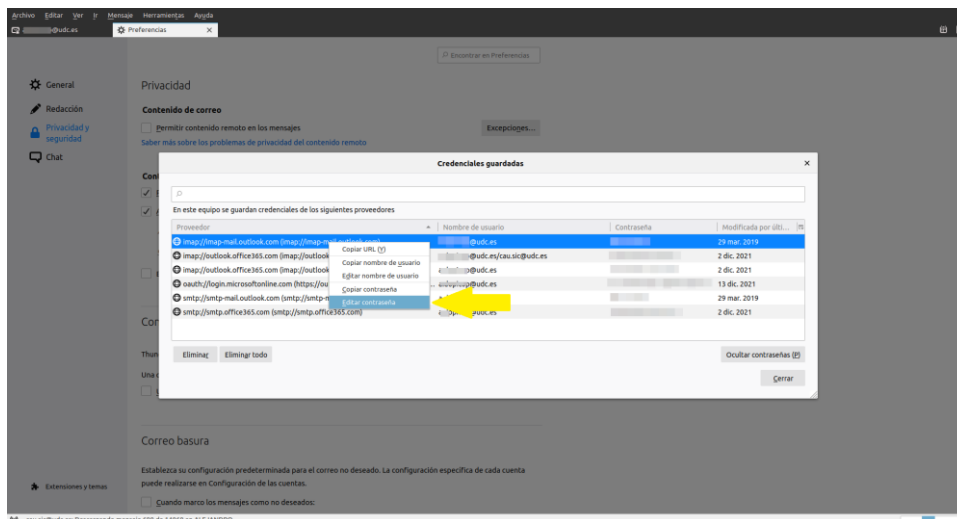 Archivo Editar Ver Ir Mensaje Herramientas Ayuda
@udc.es Preferencias ×
Encontrar en Preferencias
General
Redacción
Privacidad y
seguridad
Chat
Privacidad
Contenido de correo
Permitir contenido remoto en los mensajes
Excepciones...
Saber más sobre los problemas de privacidad del contenido remoto
Credenciales guardadas ×
En este equipo se guardan credenciales de los siguientes proveedores
Proveedor Nombre de usuario Contraseña Modificada por últi...
imap://imap-mail.outlook.com (imap://imap-mail.outlook.com) @udc.es 29 mar. 2019
imap://outlook.office365.com (imap://outlook @udc.es/cau.sic@udc.es 2 dic. 2021
imap://outlook.office365.com (imap://outlook @udc.es 2 dic. 2021
oauth://login.microsoftonline.com (https://ou ... @udc.es 13 dic. 2021
smtp://smtp-mail.outlook.com (smtp://smtp-m 29 mar. 2019
smtp://smtp.office365.com (smtp://smtp.office365.com) @udc.es 2 dic. 2021
Copiar URL (Y)
Copiar nombre de usuario
Editar nombre de usuario
Copiar contraseña
Editar contraseña
Eliminar Eliminar todo Ocultar contraseñas (P)
Cerrar
Con
Cor
Thun
Una c
Correo basura
Establezca su configuración predeterminada para el correo no deseado. La configuración específica de cada cuenta
puede realizarse en Configuración de las cuentas.
Cuando marco los mensajes como no deseados:
Extensiones y temas